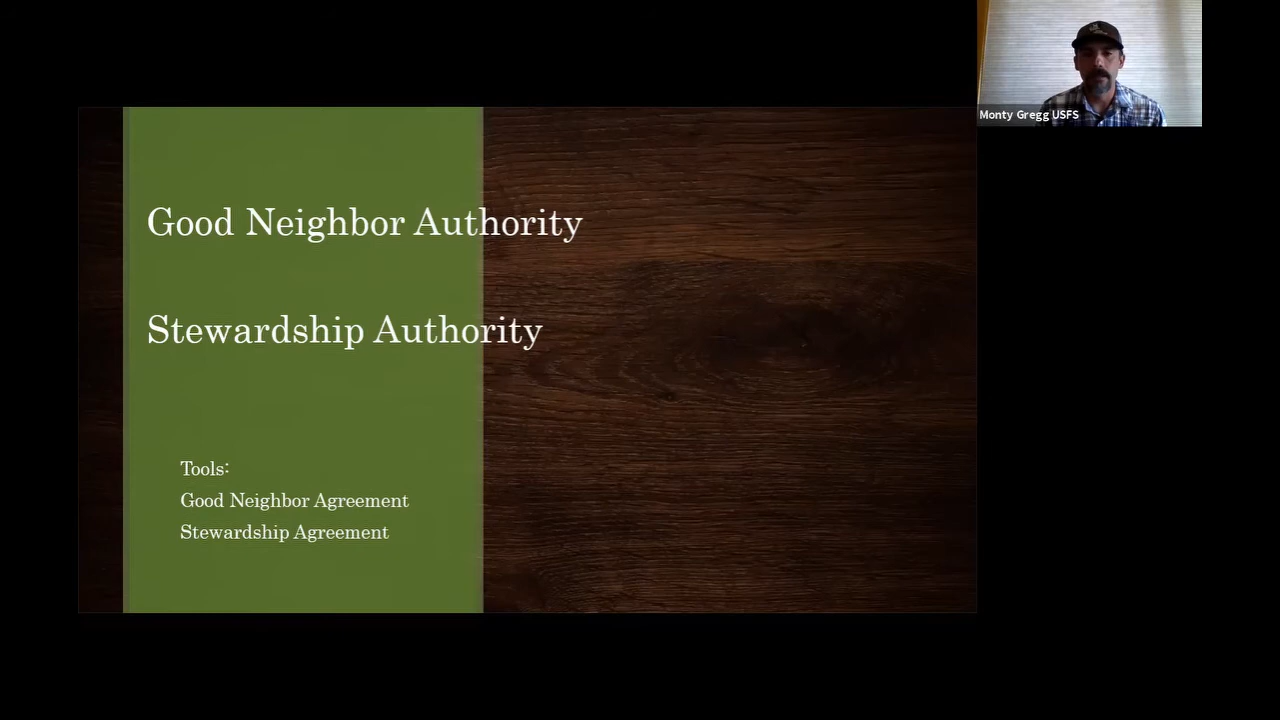 Good Neighbor Authority
Stewardship Authority
Tools:
Good Neighbor Agreement
Stewardship Agreement
Monty Gregg USFS